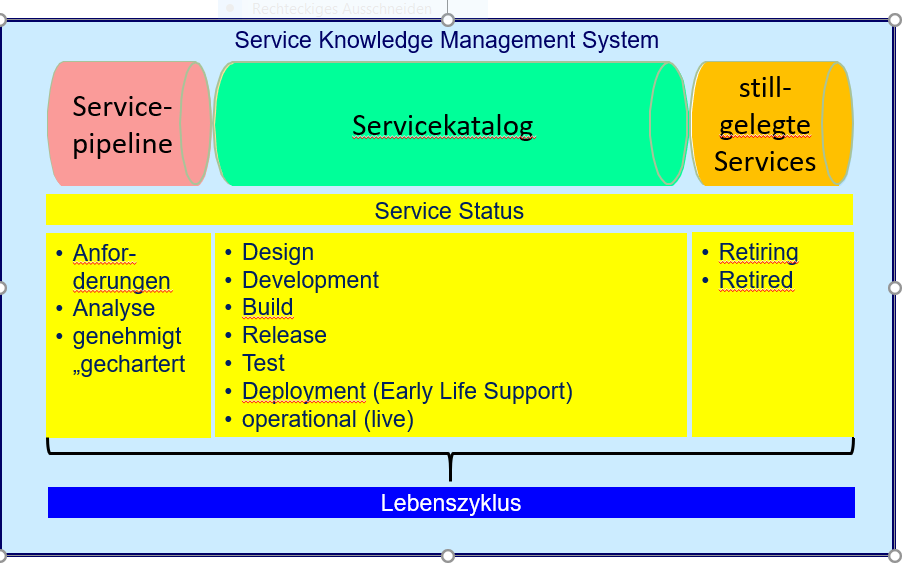 Rechteckiges Ausschneiden
Service Knowledge Management System
Service-
pipeline
Servicekatalog
still-
gelegte
Services
Service Status
• Anfor-
derungen
• Analyse
• genehmigt
„gechartert
• Design
• Development
• Build
• Release
• Test
• Deployment (Early Life Support)
• operational (live)
• Retiring
• Retired
Lebenszyklus